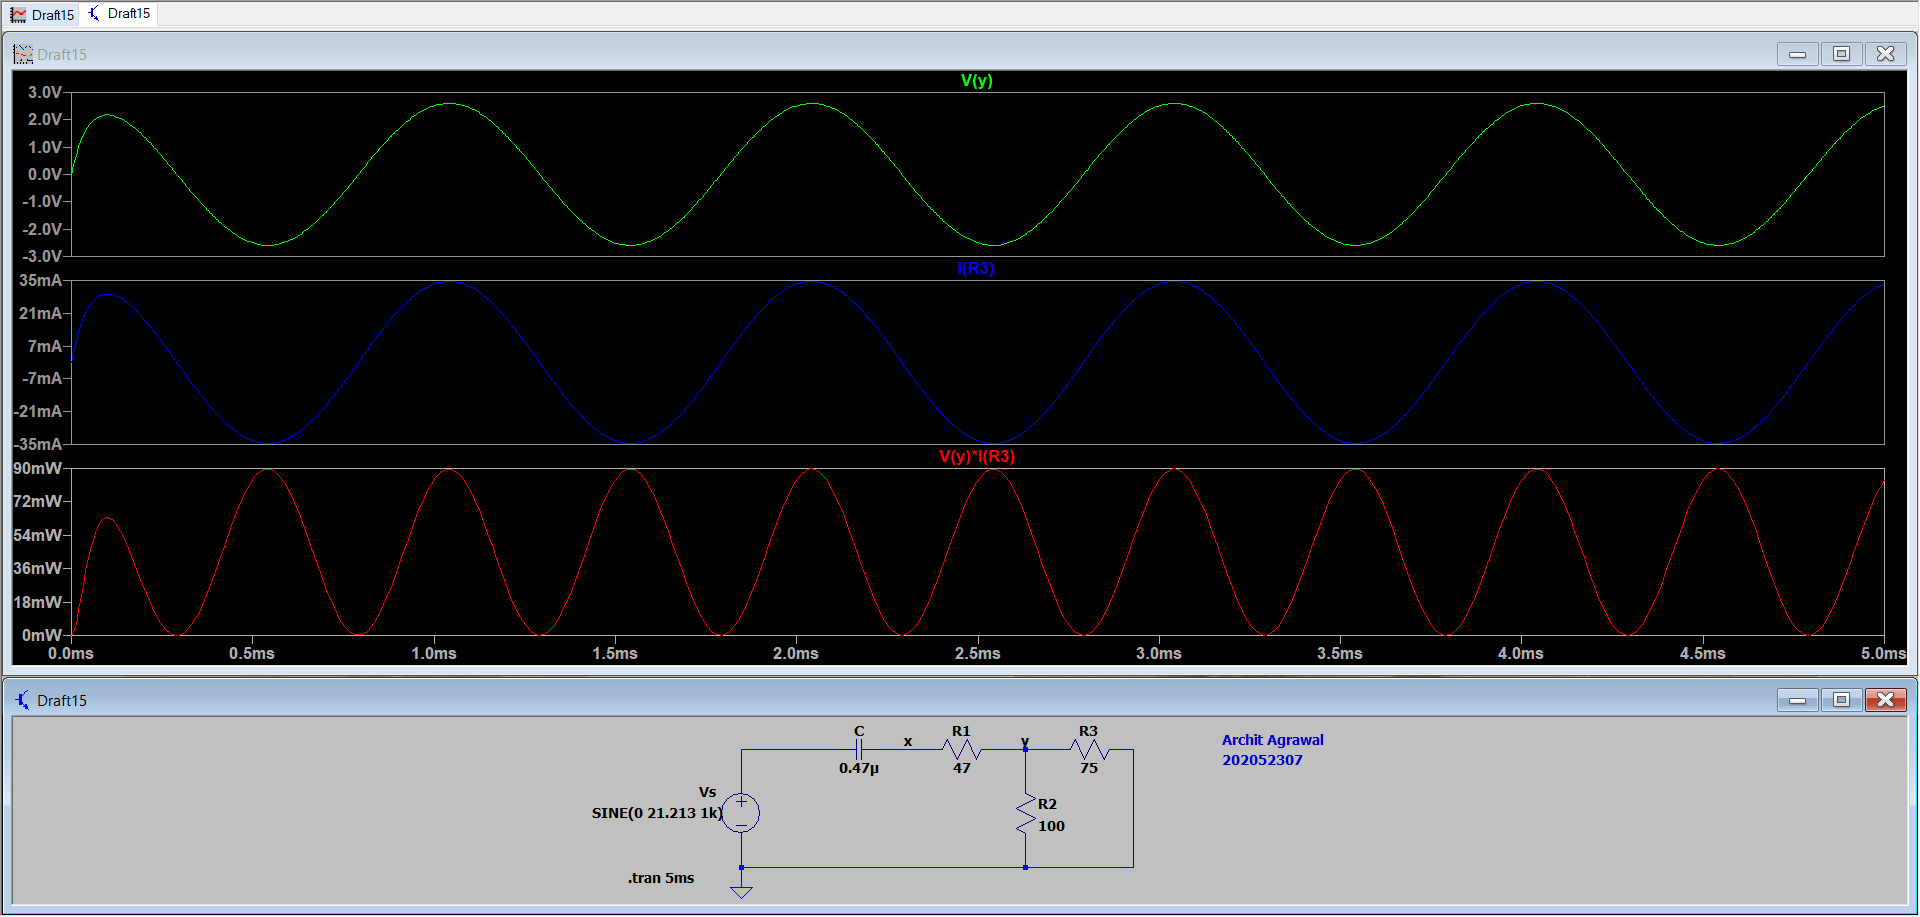 Draft15 Draft15
Draft15
V(y)
3.0V
2.0V
1.0V
0.0V
-1.0V
-2.0V
-3.0V
I(R3)
35mA
21mA
7mA
-7mA
-21mA
-35mA
V(y)*I(R3)
90mW
72mW
54mW
36mW
18mW
0mW
0.0ms 0.5ms 1.0ms 1.5ms 2.0ms 2.5ms 3.0ms 3.5ms 4.0ms 4.5ms 5.0ms
Draft15
C R1 R3
x y
0.47µ 47 75
Archit Agrawal
202052307
Vs
SINE(0 21.213 1k)
R2
100
.tran 5ms